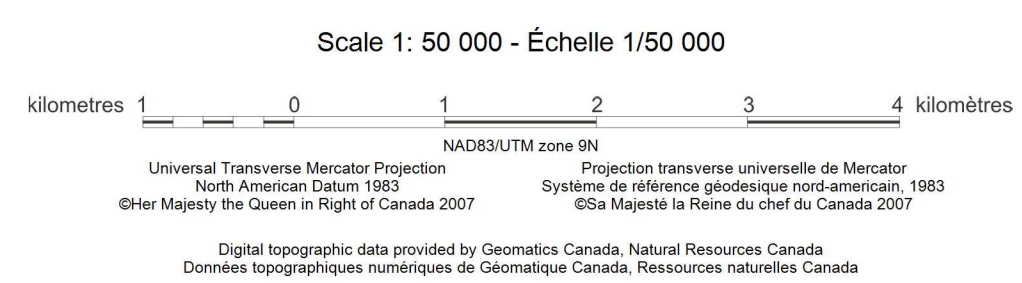 Scale 1: 50 000 - Échelle 1/50 000
kilometres 1 0 1 2 3 4 kilomètres
NAD83/UTM zone 9N
Universal Transverse Mercator Projection
North American Datum 1983
©Her Majesty the Queen in Right of Canada 2007
Projection transverse universelle de Mercator
Système de référence géodesique nord-americain, 1983
©Sa Majesté la Reine du chef du Canada 2007
Digital topographic data provided by Geomatics Canada, Natural Resources Canada
Données topographiques numériques de Géomatique Canada, Ressources naturelles Canada